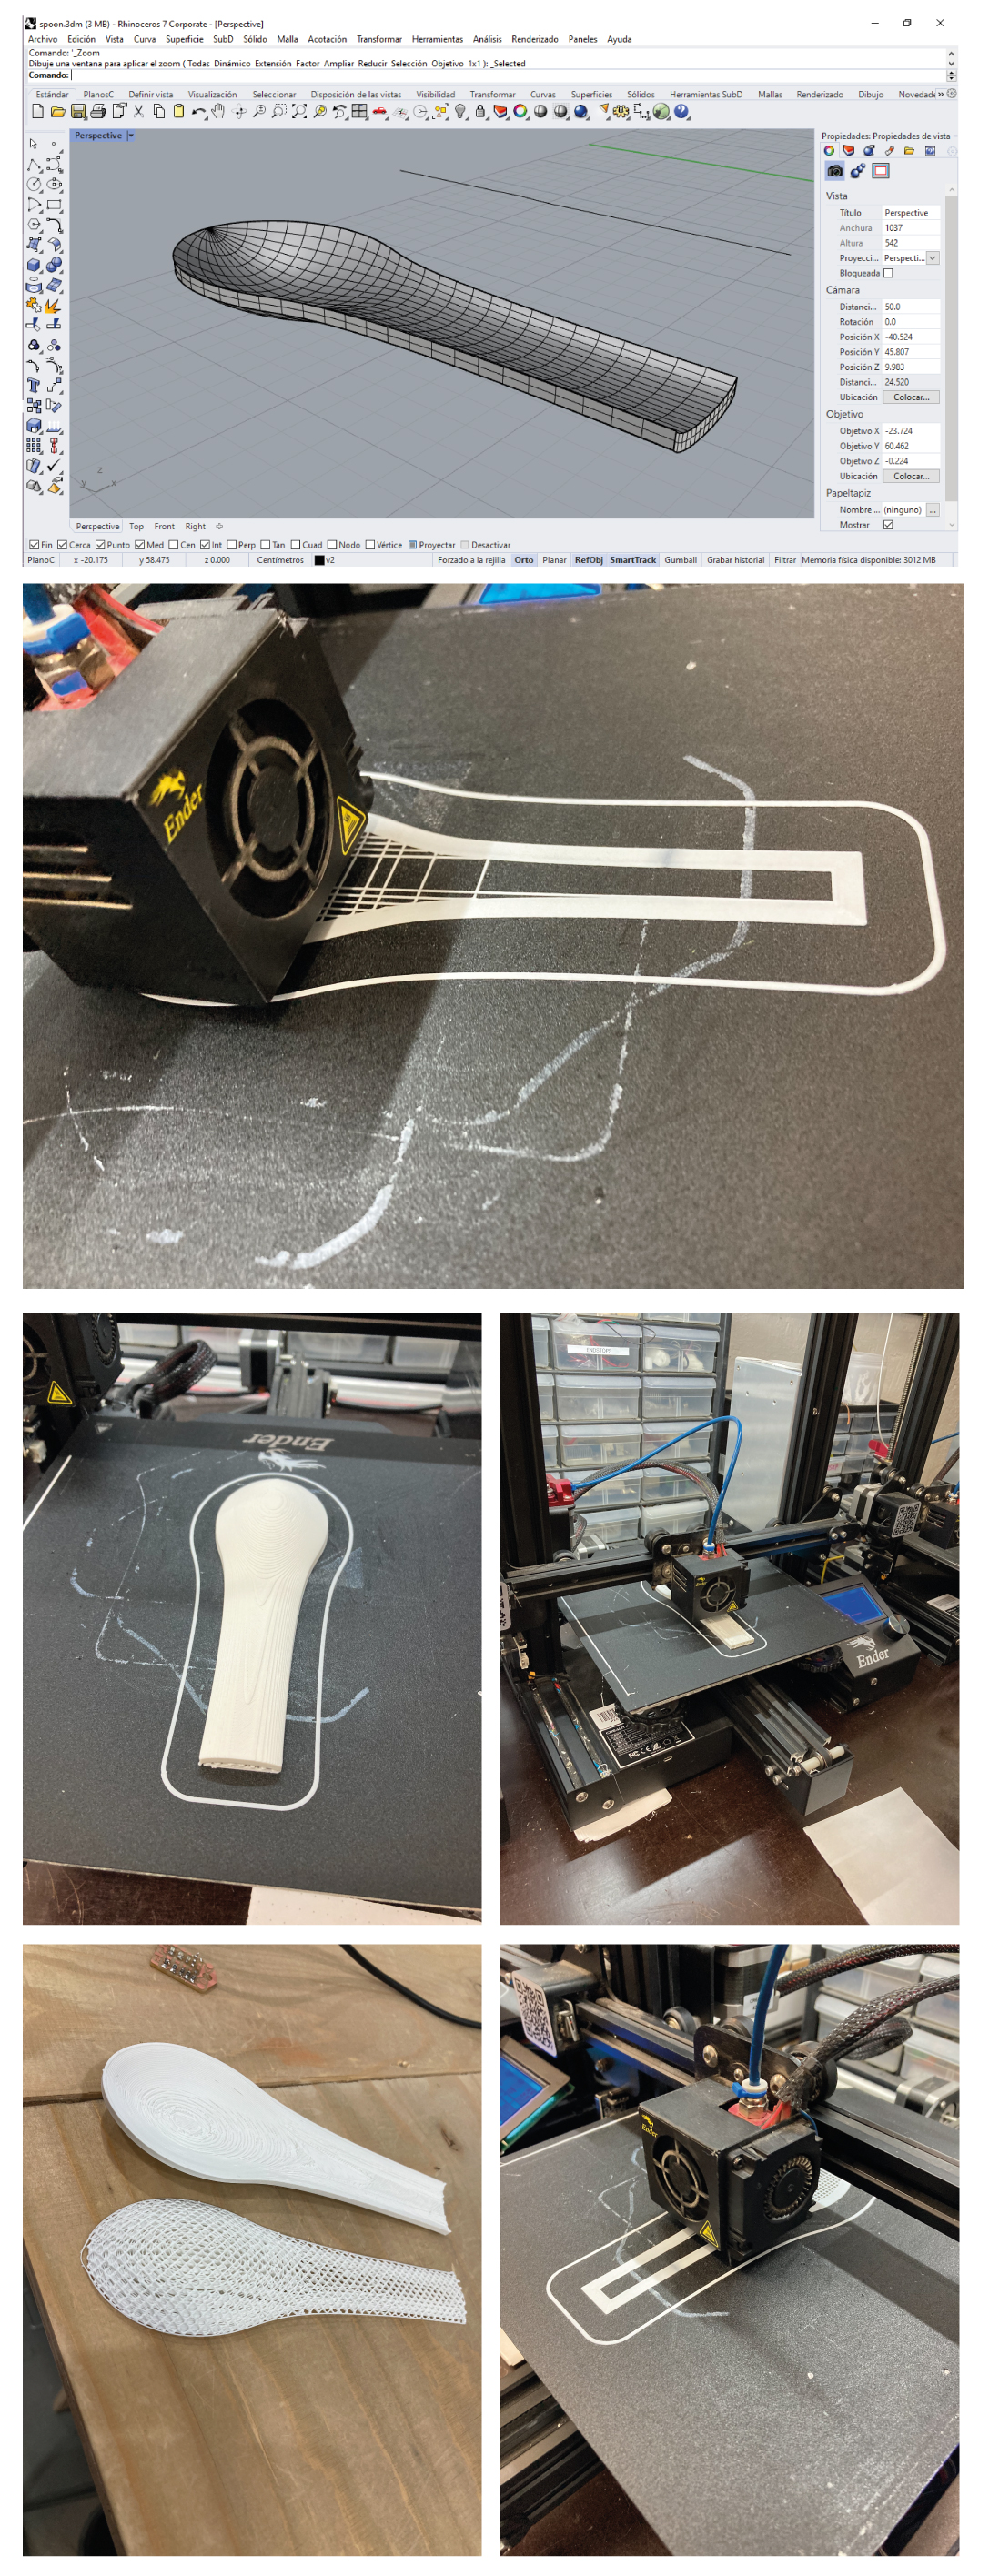 spoon.3dm (3 MB) - Rhinoceros 7 Corporate - [Perspective]
Archivo Edición Vista Curva Superficie SubD Sólido Malla Acotación Transformar Herramientas Análisis Renderizado Paneles Ayuda
Comando: '_Zoom
Dibuje una ventana para aplicar el zoom ( Todas Dinámico Extensión Factor Ampliar Reducir Selección Objetivo 1x1 ): _Selected
Comando:
Estándar PlanosC Definir vista Visualización Seleccionar Disposición de las vistas Visibilidad Transformar Curvas Superficies Sólidos Herramientas SubD Mallas Renderizado Dibujo Novedade »
Perspective
Propiedades: Propiedades de vista
Vista
Título Perspective
Anchura 1037
Altura 542
Proyecci... Perspecti...
Bloqueada
Cámara
Distanci... 50.0
Rotación 0.0
Posición X -40.524
Posición Y 45.807
Posición Z 9.983
Distanci... 24.520
Ubicación Colocar...
Objetivo
Objetivo X -23.724
Objetivo Y 60.462
Objetivo Z -0.224
Ubicación Colocar...
Papeltapiz
Nombre ... (ninguno) ...
Mostrar
z
y x
Perspective Top Front Right
Fin Cerca Punto Med Cen Int Perp Tan Cuad Nodo Vértice Proyectar Desactivar
PlanoC x -20.175 y 58.475 z 0.000 Centímetros v2 Forzado a la rejilla Orto Planar RefObj SmartTrack Gumball Grabar historial Filtrar Memoria física disponible: 3012 MB
Ender
Ender
ENDSTOPS
Ender
Ender
Ender